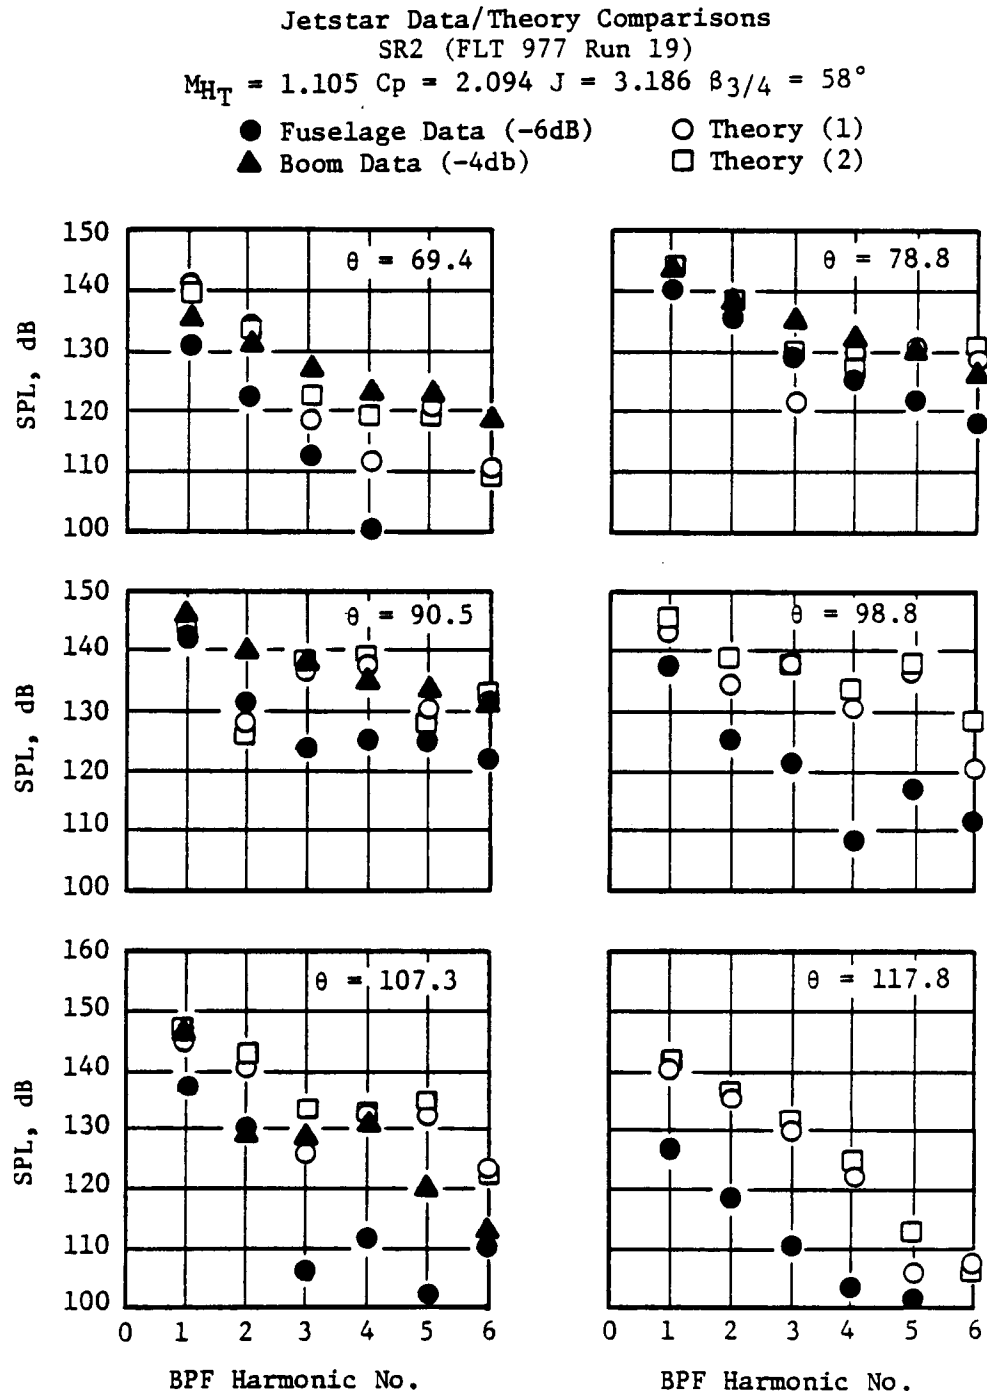 Jetstar Data/Theory Comparisons
SR2 (FLT 977 Run 19)
MHT = 1.105 Cp = 2.094 J = 3.186 β3/4 = 58°
Fuselage Data (-6dB)
Theory (1)
Boom Data (-4db)
Theory (2)
150
140
130
120
110
100
SPL, dB
θ = 69.4
θ = 78.8
150
140
130
120
110
100
SPL, dB
θ = 90.5
θ = 98.8
160
150
140
130
120
110
100
SPL, dB
θ = 107.3
θ = 117.8
0 1 2 3 4 5 6
0 1 2 3 4 5 6
BPF Harmonic No.
BPF Harmonic No.